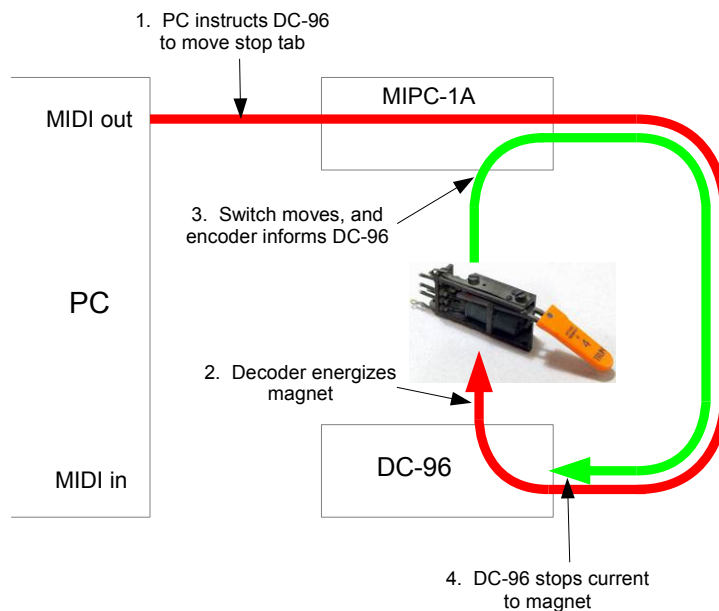 1. PC instructs DC-96
to move stop tab
MIPC-1A
MIDI out
3. Switch moves, and
encoder informs DC-96
PC
2. Decoder energizes
magnet
DC-96
MIDI in
4. DC-96 stops current
to magnet